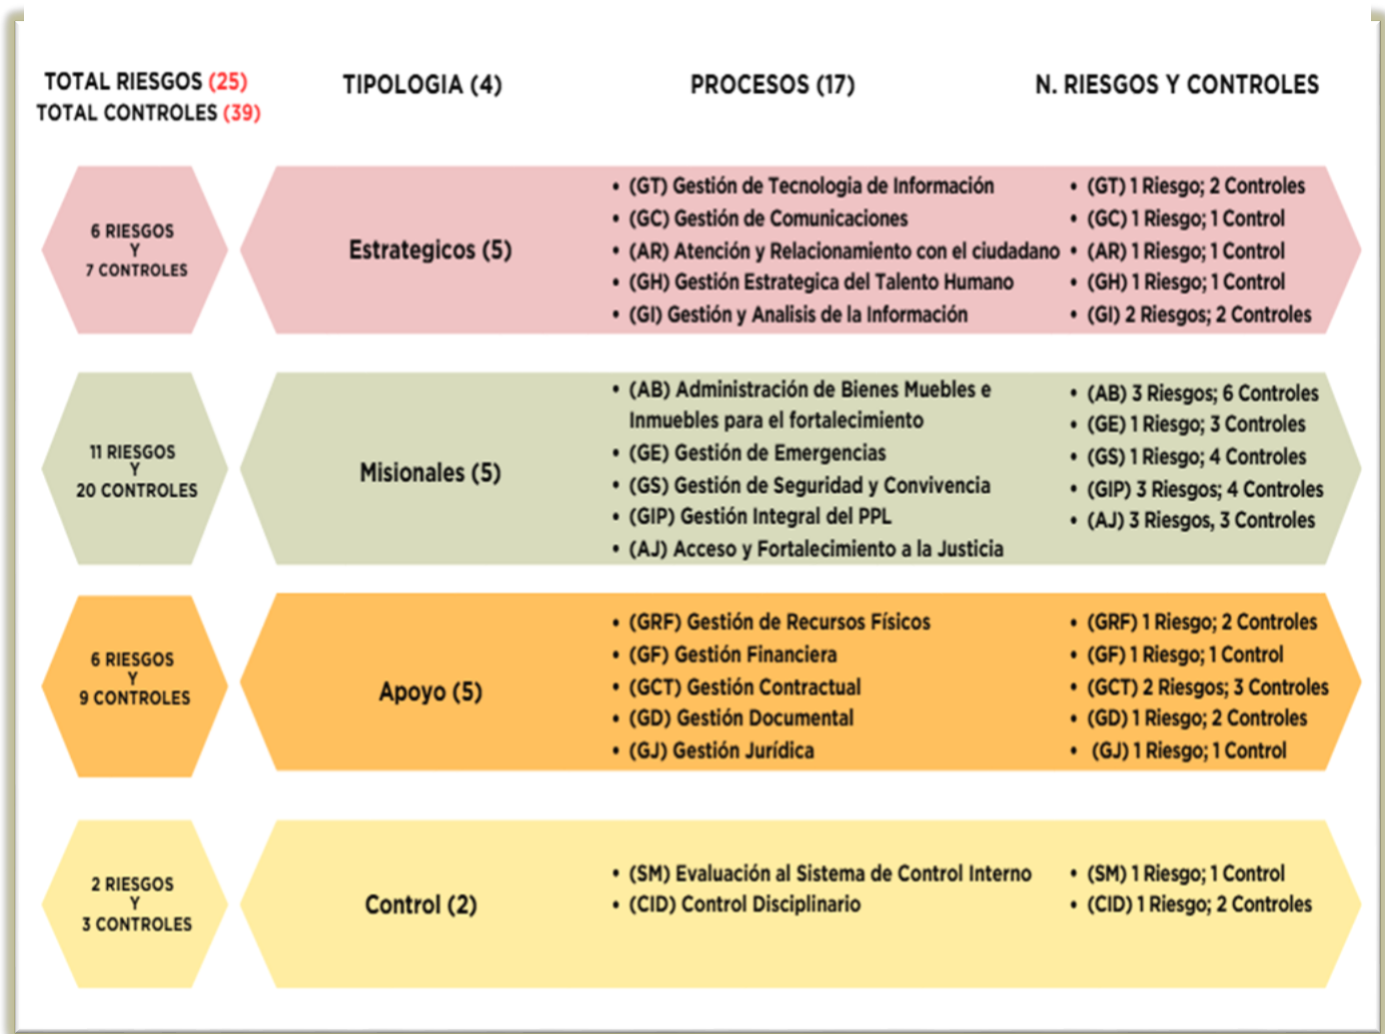 TOTAL RIESGOS (25)
TOTAL CONTROLES (39)
TIPOLOGIA (4)
PROCESOS (17)
N. RIESGOS Y CONTROLES
6 RIESGOS
Y
7 CONTROLES
Estrategicos (5)
• (GT) Gestión de Tecnologia de Información
• (GC) Gestión de Comunicaciones
• (AR) Atención y Relacionamiento con el ciudadano
• (GH) Gestión Estrategica del Talento Humano
• (GI) Gestión y Analisis de la Información
• (GT) 1 Riesgo; 2 Controles
• (GC) 1 Riesgo; 1 Control
• (AR) 1 Riesgo; 1 Control
• (GH) 1 Riesgo; 1 Control
• (GI) 2 Riesgos; 2 Controles
11 RIESGOS
Y
20 CONTROLES
Misionales (5)
• (AB) Administración de Bienes Muebles e
Inmuebles para el fortalecimiento
• (GE) Gestión de Emergencias
• (GS) Gestión de Seguridad y Convivencia
• (GIP) Gestión Integral del PPL
• (AJ) Acceso y Fortalecimiento a la Justicia
• (AB) 3 Riesgos; 6 Controles
• (GE) 1 Riesgo; 3 Controles
• (GS) 1 Riesgo; 4 Controles
• (GIP) 3 Riesgos; 4 Controles
• (AJ) 3 Riesgos, 3 Controles
6 RIESGOS
Y
9 CONTROLES
Apoyo (5)
• (GRF) Gestión de Recursos Físicos
• (GF) Gestión Financiera
• (GCT) Gestión Contractual
• (GD) Gestión Documental
• (GJ) Gestión Jurídica
• (GRF) 1 Riesgo; 2 Controles
• (GF) 1 Riesgo; 1 Control
• (GCT) 2 Riesgos; 3 Controles
• (GD) 1 Riesgo; 2 Controles
• (GJ) 1 Riesgo; 1 Control
2 RIESGOS
Y
3 CONTROLES
Control (2)
• (SM) Evaluación al Sistema de Control Interno
• (CID) Control Disciplinario
• (SM) 1 Riesgo; 1 Control
• (CID) 1 Riesgo; 2 Controles